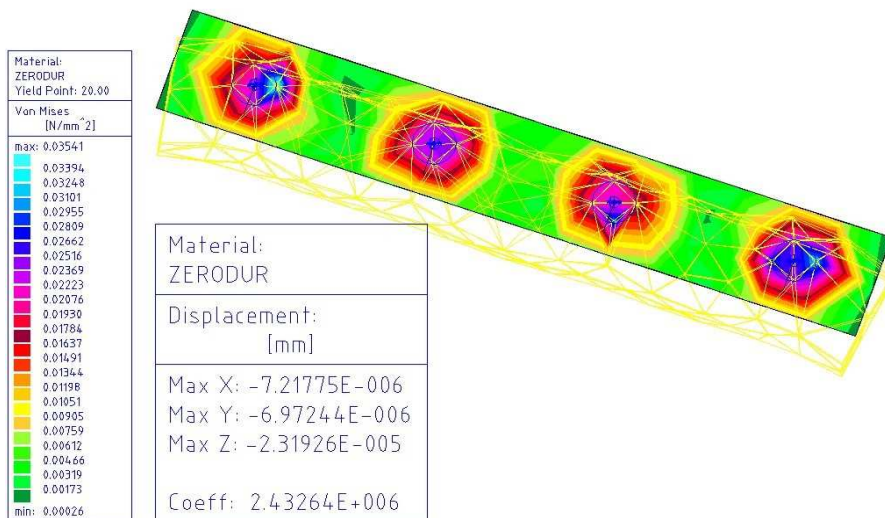 Material:
ZERODUR
Yield Point: 20.00
Von Mises
[N/mm^2]
max: 0.03541
0.03394
0.03248
0.03101
0.02955
0.02809
0.02662
0.02516
0.02369
0.02223
0.02076
0.01930
0.01784
0.01637
0.01491
0.01344
0.01198
0.01051
0.00905
0.00759
0.00612
0.00466
0.00319
0.00173
min: 0.00026
Material:
ZERODUR
Displacement:
[mm]
Max X: -7.21775E-006
Max Y: -6.97244E-006
Max Z: -2.31926E-005
Coeff: 2.43264E+006